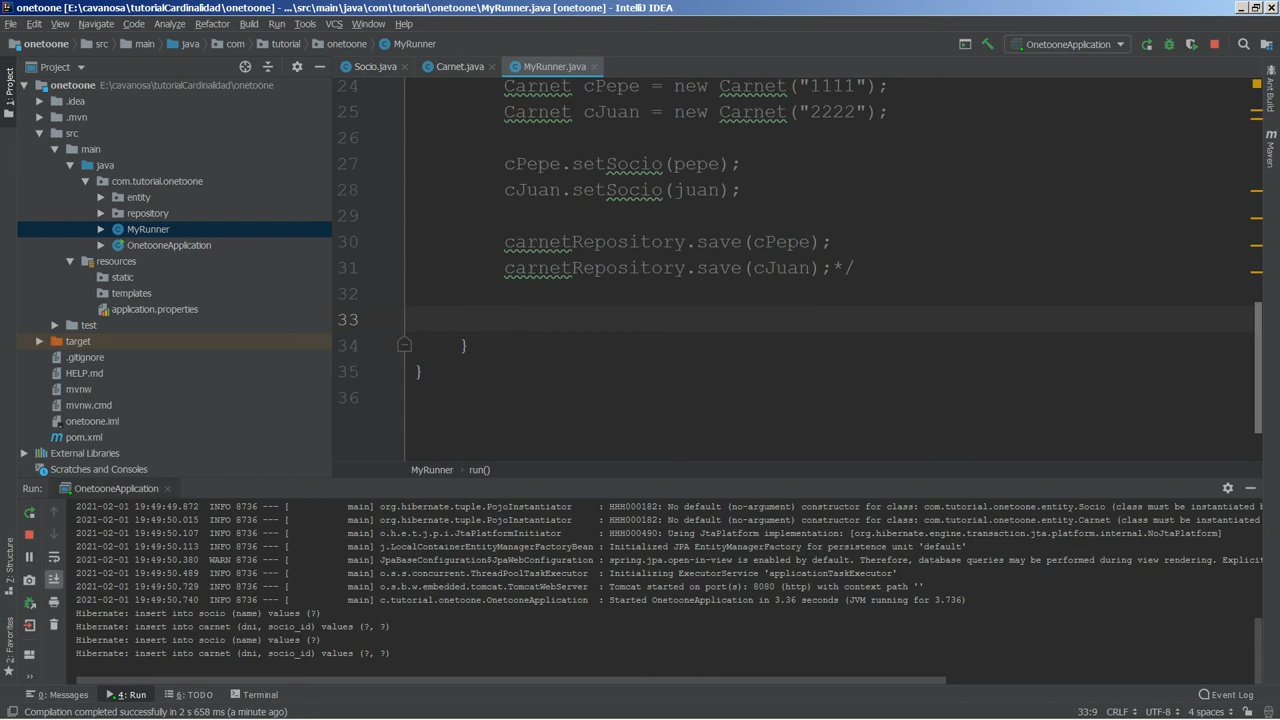 onetoone [E:\cavanosa\tutorialCardinalidad\onetoone] - ...\src\main\java\com\tutorial\onetoone\MyRunner.java [onetoone] - IntelliJ IDEA
File Edit View Navigate Code Analyze Refactor Build Run Tools VCS Window Help
onetoone src main java com tutorial onetoone MyRunner OnetooneApplication
Project Socio.java Carnet.java MyRunner.java
1: Project
Ant Build
Maven
onetoone E:\cavanosa\tutorialCardinalidad\onetoone
.idea
.mvn
src
main
java
com.tutorial.onetoone
entity
repository
MyRunner
OnetooneApplication
resources
static
templates
application.properties
test
target
.gitignore
HELP.md
mvnw
mvnw.cmd
onetoone.iml
pom.xml
External Libraries
Scratches and Consoles
24 Carnet cPepe = new Carnet("1111");
25 Carnet cJuan = new Carnet("2222");
26
27 cPepe.setSocio(pepe);
28 cJuan.setSocio(juan);
29
30 carnetRepository.save(cPepe);
31 carnetRepository.save(cJuan);*/
32
33
34 }
35 }
36
MyRunner run()
Run: OnetooneApplication
Z: Structure
2: Favorites
2021-02-01 19:49:49.872 INFO 8736 --- [ main] org.hibernate.tuple.PojoInstantiator : HHH000182: No default (no-argument) constructor for class: com.tutorial.onetoone.entity.Socio (class must be instantiated b
2021-02-01 19:49:50.015 INFO 8736 --- [ main] org.hibernate.tuple.PojoInstantiator : HHH000182: No default (no-argument) constructor for class: com.tutorial.onetoone.entity.Carnet (class must be instantiated
2021-02-01 19:49:50.107 INFO 8736 --- [ main] o.h.e.t.j.p.i.JtaPlatformInitiator : HHH000490: Using JtaPlatform implementation: [org.hibernate.engine.transaction.jta.platform.internal.NoJtaPlatform]
2021-02-01 19:49:50.113 INFO 8736 --- [ main] j.LocalContainerEntityManagerFactoryBean : Initialized JPA EntityManagerFactory for persistence unit 'default'
2021-02-01 19:49:50.380 WARN 8736 --- [ main] JpaBaseConfiguration$JpaWebConfiguration : spring.jpa.open-in-view is enabled by default. Therefore, database queries may be performed during view rendering. Explicit
2021-02-01 19:49:50.489 INFO 8736 --- [ main] o.s.s.concurrent.ThreadPoolTaskExecutor : Initializing ExecutorService 'applicationTaskExecutor'
2021-02-01 19:49:50.729 INFO 8736 --- [ main] o.s.b.w.embedded.tomcat.TomcatWebServer : Tomcat started on port(s): 8080 (http) with context path ''
2021-02-01 19:49:50.740 INFO 8736 --- [ main] c.tutorial.onetoone.OnetooneApplication : Started OnetooneApplication in 3.36 seconds (JVM running for 3.736)
Hibernate: insert into socio (name) values (?)
Hibernate: insert into carnet (dni, socio_id) values (?, ?)
Hibernate: insert into socio (name) values (?)
Hibernate: insert into carnet (dni, socio_id) values (?, ?)
0: Messages 4: Run 6: TODO Terminal Event Log
Compilation completed successfully in 2 s 658 ms (a minute ago) 33:9 CRLF UTF-8 4 spaces